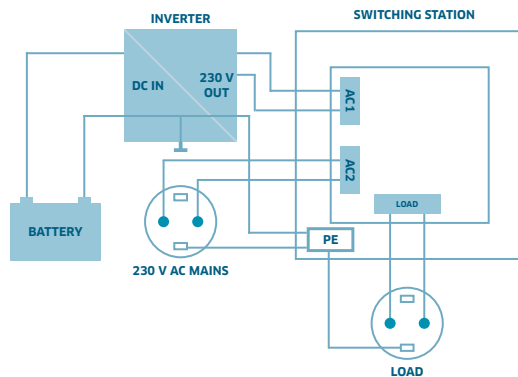 INVERTER
SWITCHING STATION
DC IN
230 V
OUT
AC1
AC2
LOAD
BATTERY
PE
230 V AC MAINS
LOAD